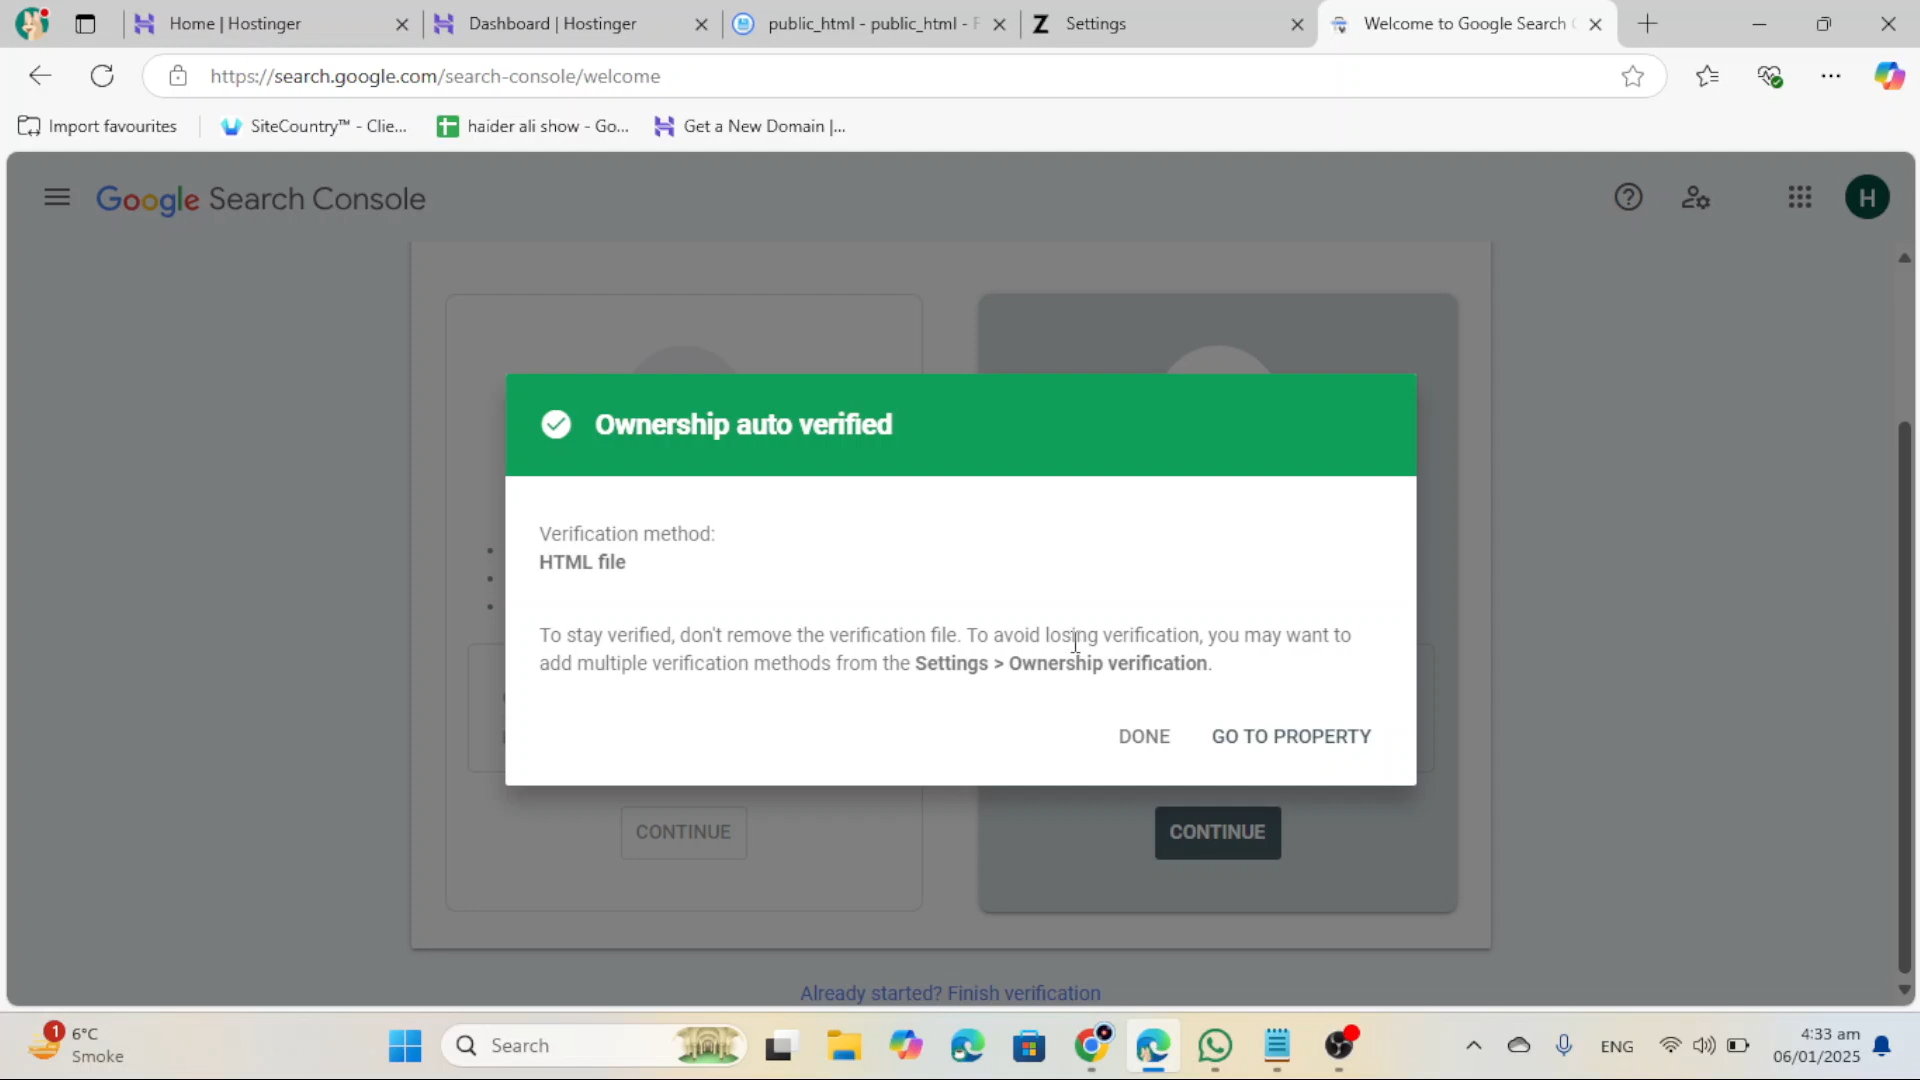 Home | Hostinger
Dashboard | Hostinger
public_html - public_html - F
Z Settings
Welcome to Google Search C
https://search.google.com/search-console/welcome
Import favourites
SiteCountry™ - Clie...
haider ali show - Go...
Get a New Domain |...
Google Search Console
H
Ownership auto verified
Verification method:
HTML file
To stay verified, don't remove the verification file. To avoid losing verification, you may want to
add multiple verification methods from the Settings > Ownership verification.
DONE
GO TO PROPERTY
CONTINUE
CONTINUE
Already started? Finish verification
1
6°C
Smoke
Search
ENG
4:33 am
06/01/2025